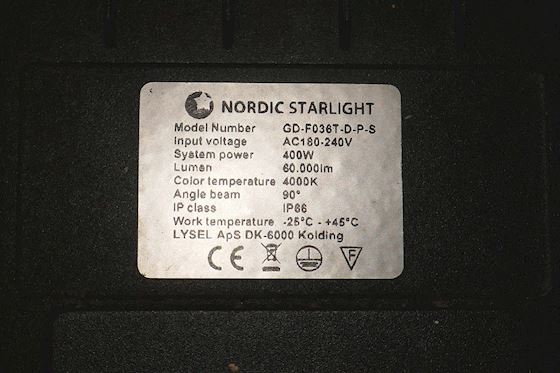 NORDIC STARLIGHT
Model Number GD-F036T-D-P-S
Input voltage AC180-240V
System power 400W
Lumen 60.000lm
Color temperature 4000K
Angle beam 90°
IP class IP66
Work temperature -25°C - +45°C
LYSEL ApS DK-6000 Kolding
CE F